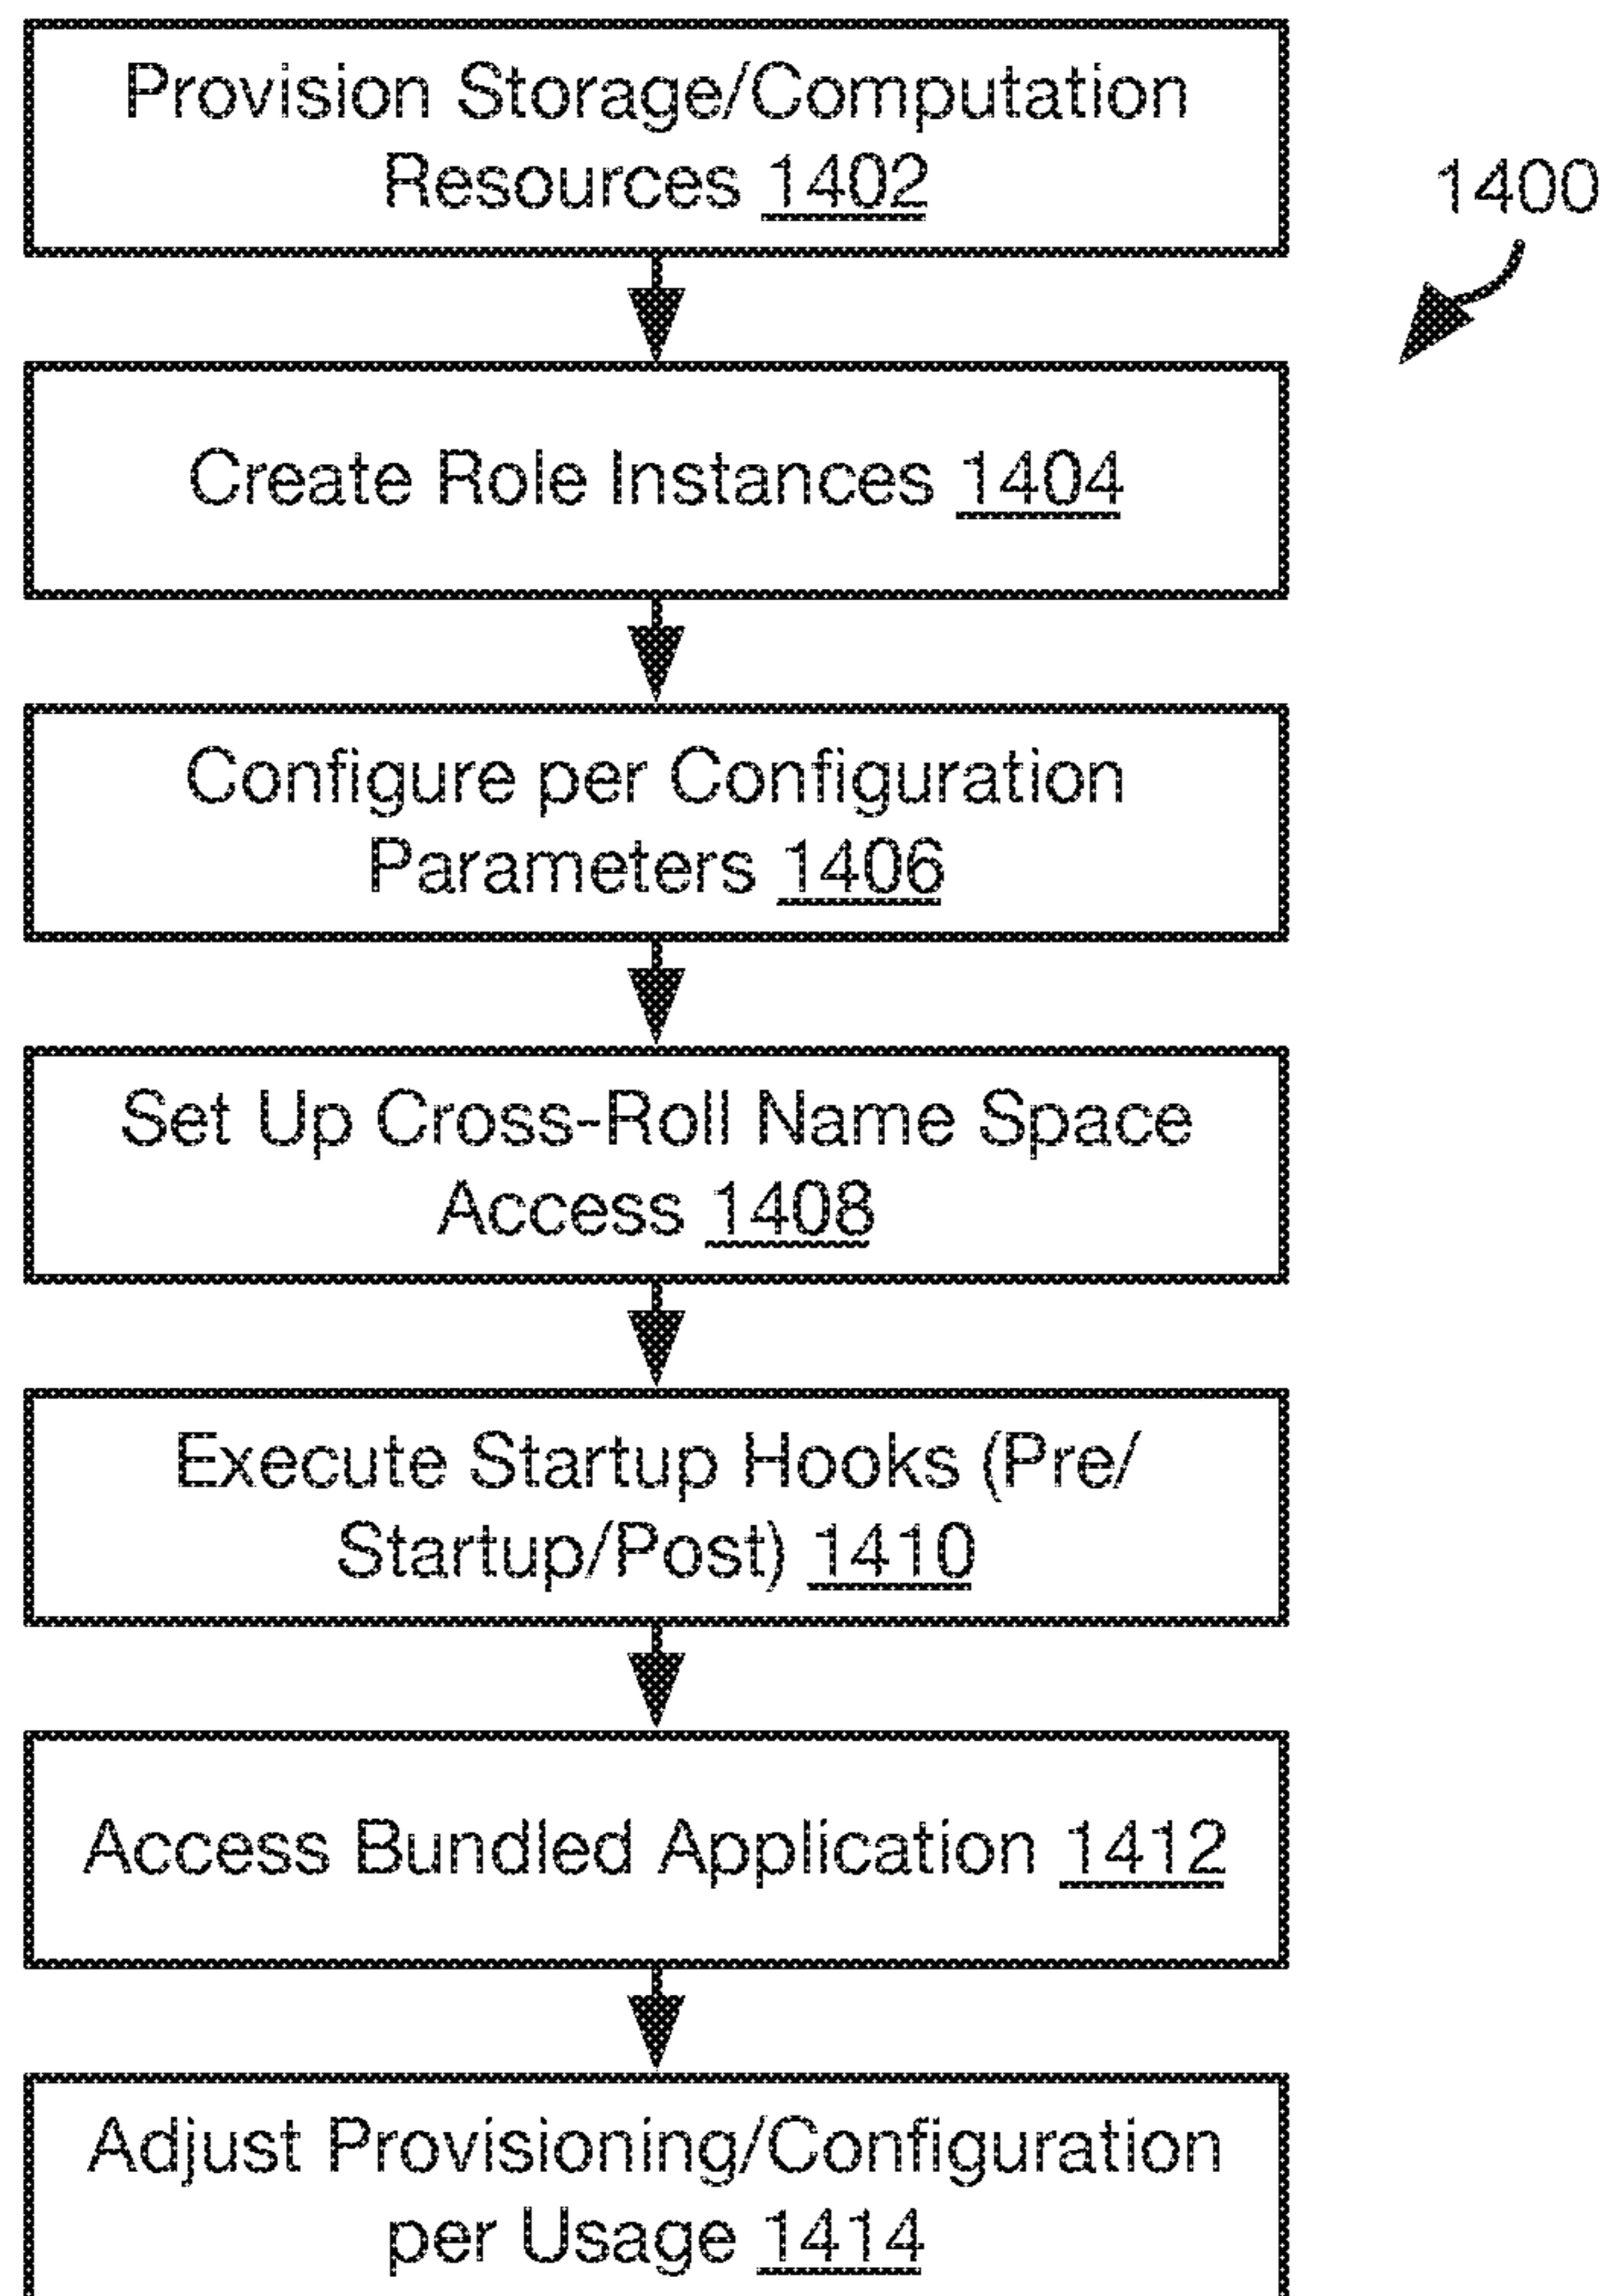 Provision Storage/Computation
Resources 1402
1400
Create Role Instances 1404
Configure per Configuration
Parameters 1406
Set Up Cross-Roll Name Space
Access 1408
Execute Startup Hooks (Pre/
Startup/Post) 1410
Access Bundled Application 1412
Adjust Provisioning/Configuration
per Usage 1414